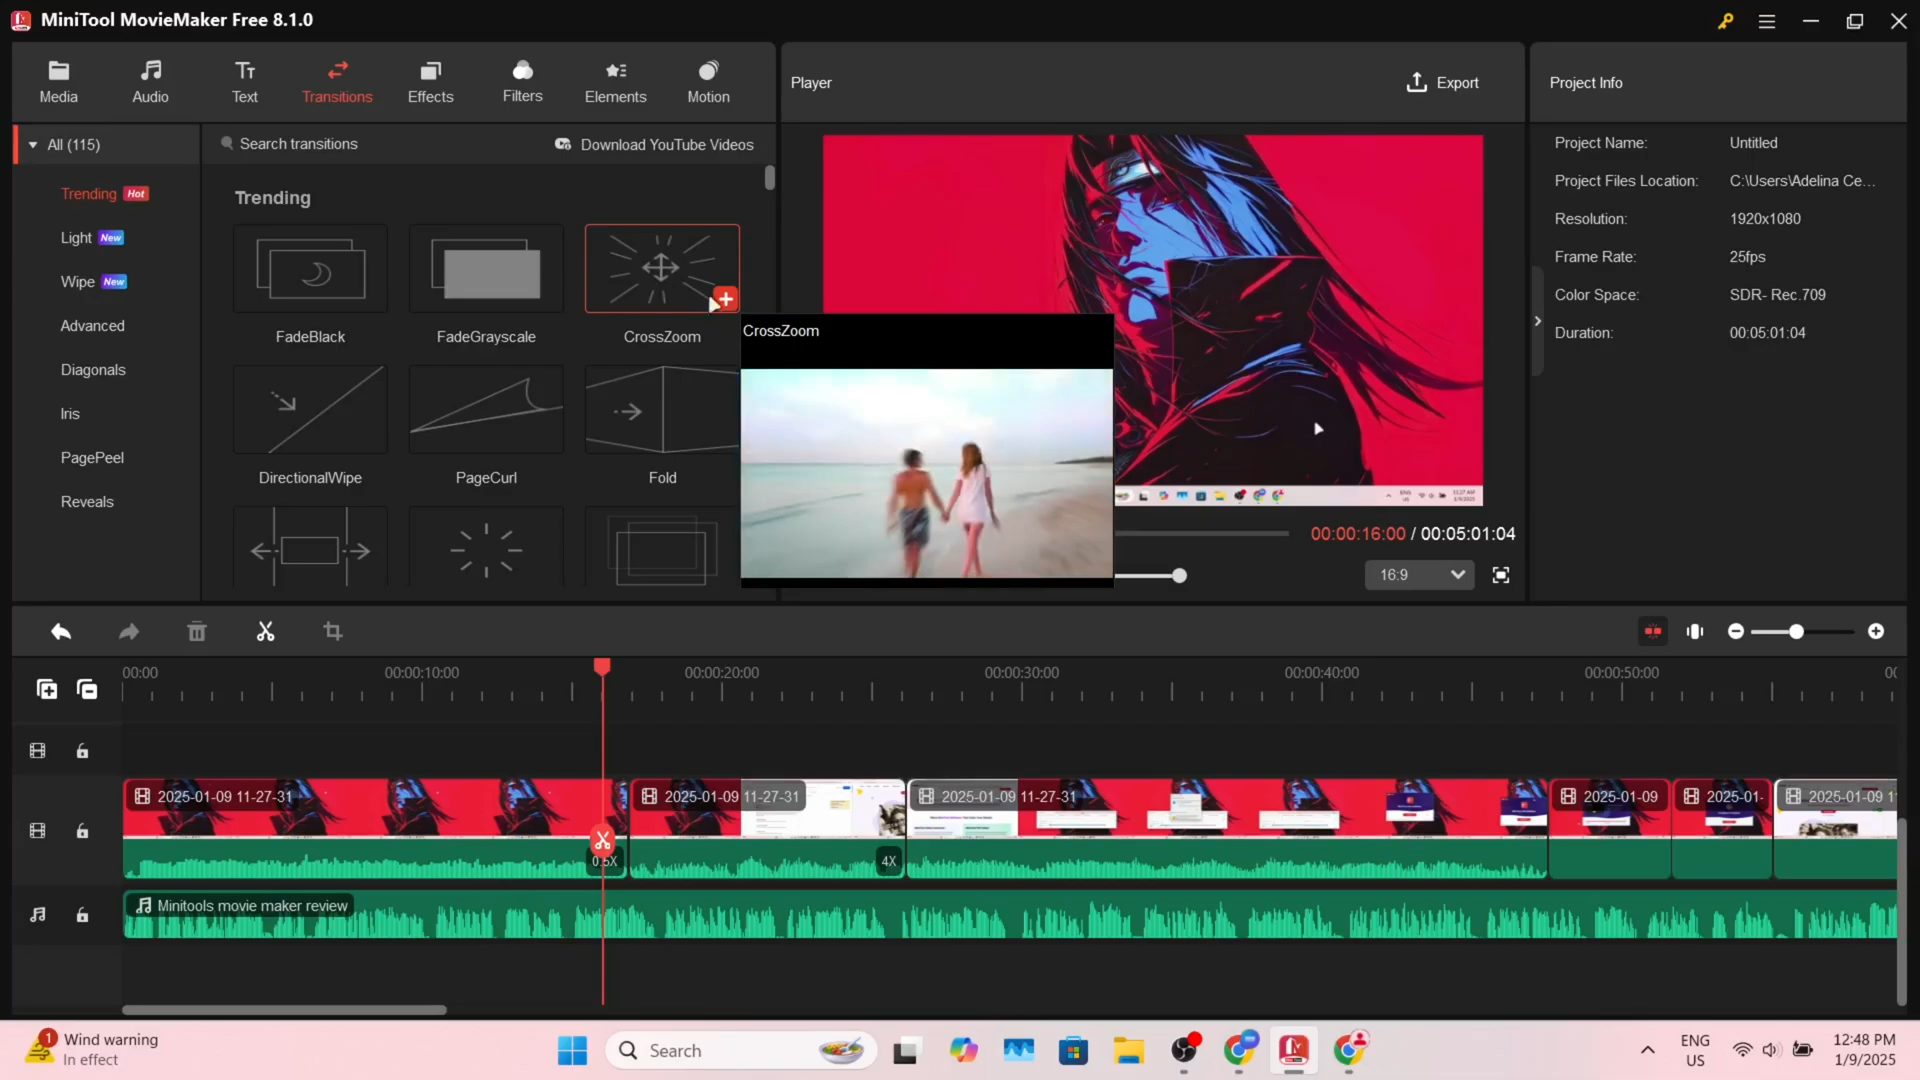 MiniTool MovieMaker Free 8.1.0
Media
Audio
Text
Transitions
Effects
Filters
Elements
Motion
Player
Export
Project Info
All (115)
Search transitions
Download YouTube Videos
Trending Hot
Light New
Wipe New
Advanced
Diagonals
Iris
PagePeel
Reveals
Trending
FadeBlack
FadeGrayscale
CrossZoom
DirectionalWipe
PageCurl
Fold
CrossZoom
00:00:16:00 / 00:05:01:04
16:9
Project Name: Untitled
Project Files Location: C:\Users\Adelina Ce...
Resolution: 1920x1080
Frame Rate: 25fps
Color Space: SDR- Rec.709
Duration: 00:05:01:04
00:00
00:00:10:00
00:00:20:00
00:00:30:00
00:00:40:00
00:00:50:00
2025-01-09 11-27-31
2025-01-09 11-27-31
2025-01-09 11-27-31
2025-01-09
2025-01-
2025-01-09 1
0.5X
4X
Minitools movie maker review
1
Wind warning
In effect
Search
ENG
US
12:48 PM
1/9/2025